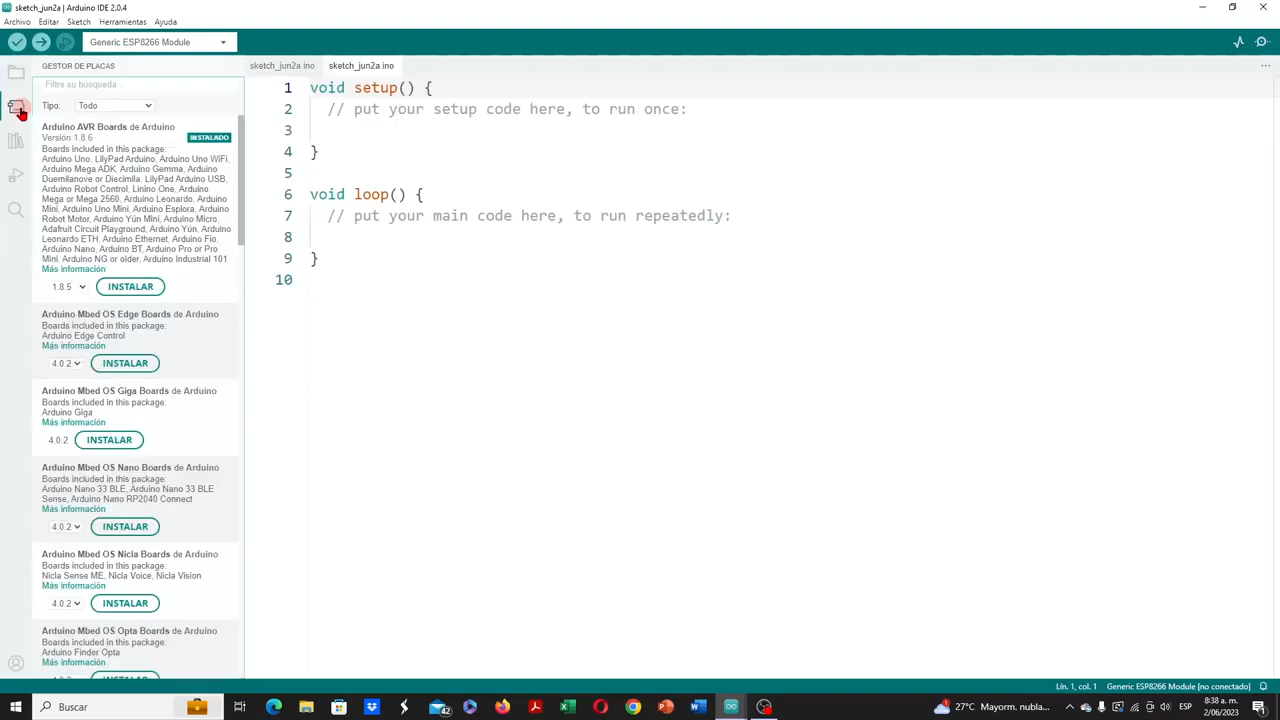 sketch_jun2a | Arduino IDE 2.0.4
Archivo Editar Sketch Herramientas Ayuda
Generic ESP8266 Module
GESTOR DE PLACAS
sketch_jun2a.ino sketch_jun2a.ino
Filtre su búsqueda...
Tipo: Todo
Arduino AVR Boards de Arduino
Versión 1.8.6
INSTALADO
Boards included in this package:
Arduino Uno, LilyPad Arduino, Arduino Uno WiFi,
Arduino Mega ADK, Arduino Gemma, Arduino
Duemilanove or Diecimila, LilyPad Arduino USB,
Arduino Robot Control, Linino One, Arduino
Mega or Mega 2560, Arduino Leonardo, Arduino
Mini, Arduino Uno Mini, Arduino Esplora, Arduino
Robot Motor, Arduino Yún Mini, Arduino Micro,
Adafruit Circuit Playground, Arduino Yún, Arduino
Leonardo ETH, Arduino Ethernet, Arduino Fio,
Arduino Nano, Arduino BT, Arduino Pro or Pro
Mini, Arduino NG or older, Arduino Industrial 101
Más información
1.8.5 INSTALAR
Arduino Mbed OS Edge Boards de Arduino
Boards included in this package:
Arduino Edge Control
Más información
4.0.2 INSTALAR
Arduino Mbed OS Giga Boards de Arduino
Boards included in this package:
Arduino Giga
Más información
4.0.2 INSTALAR
Arduino Mbed OS Nano Boards de Arduino
Boards included in this package:
Arduino Nano 33 BLE, Arduino Nano 33 BLE
Sense, Arduino Nano RP2040 Connect
Más información
4.0.2 INSTALAR
Arduino Mbed OS Nicla Boards de Arduino
Boards included in this package:
Nicla Sense ME, Nicla Voice, Nicla Vision
Más información
4.0.2 INSTALAR
Arduino Mbed OS Opta Boards de Arduino
Boards included in this package:
Arduino Finder Opta
Más información
4.0.2 INSTALAR
1 void setup() {
2 // put your setup code here, to run once:
3
4 }
5
6 void loop() {
7 // put your main code here, to run repeatedly:
8
9 }
10
Lín. 1, col. 1 Generic ESP8266 Module [no conectado]
Buscar
42
27°C Mayorm. nubla...
ESP
8:38 a. m.
2/06/2023
1